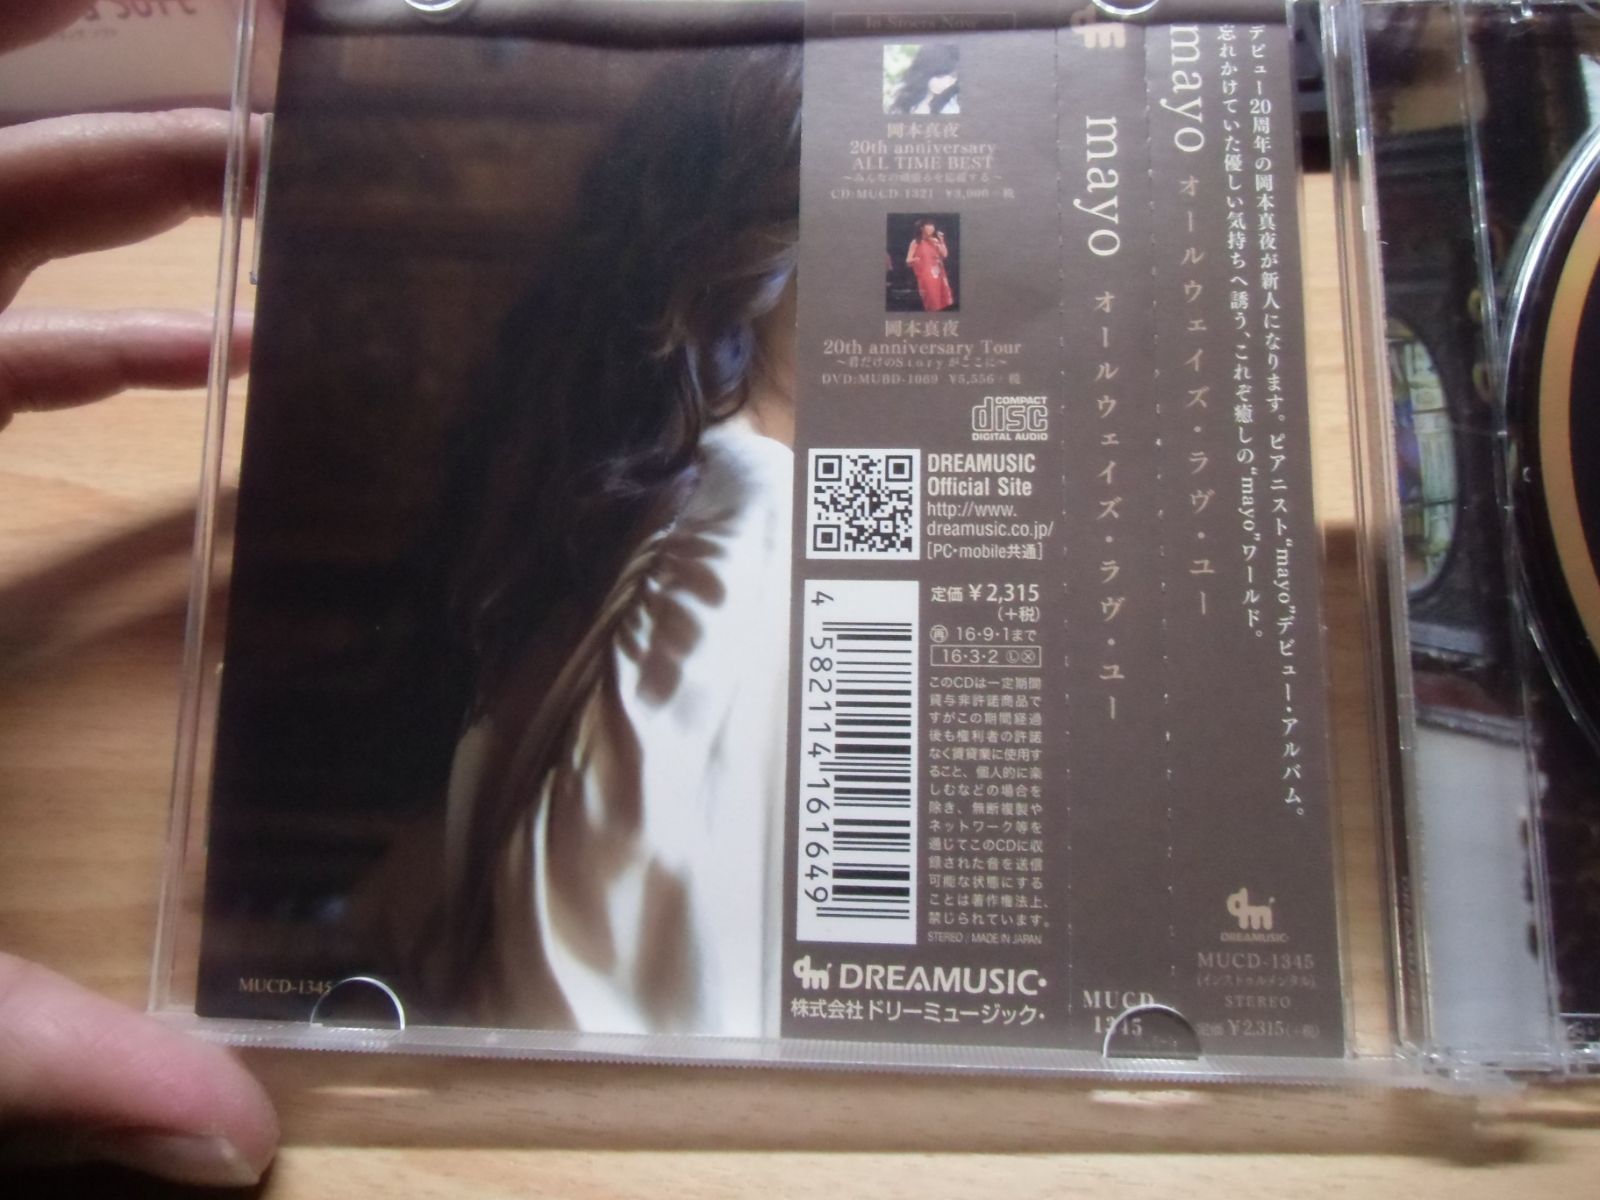 In Stores Now
岡本真夜
20th anniversary
ALL TIME BEST
～みんなの頑張るを応援する～
CD:MUCD-1321 ¥3,000+税
岡本真夜
20th anniversary Tour
～君だけのStoryがここに～
DVD:MUBD-1069 ¥5,556+税
COMPACT
disc
DIGITAL AUDIO
DREAMUSIC
Official Site
http://www.
dreamusic.co.jp/
[PC・mobile共通]
定価 ¥2,315
(+税)
再 16・9・1まで
16・3・2 Ⓛ Ⓧ
このCDは一定期間
貸与非許諾商品で
すがこの期間経過
後も権利者の許諾
なく賃貸業に使用す
ること、個人的に楽
しむなどの場合を
除き、無断複製や
ネットワーク等を
通じてこのCDに収
録された音を送信
可能な状態にする
ことは著作権法上、
禁じられています。
STEREO / MADE IN JAPAN
4 582114 161649
DREAMUSIC・
株式会社ドリーミュージック・
MUCD-1345
mayo オールウェイズ・ラヴ・ユー
MUCD
1345
デビュー20周年の岡本真夜が新人になります。ピアニスト“mayo”デビュー・アルバム。
忘れかけていた優しい気持ちへ誘う、これぞ癒しの“mayo”ワールド。
mayo オールウェイズ・ラヴ・ユー
DREAMUSIC・
MUCD-1345
(インストゥルメンタル)
STEREO
定価 ¥2,315(+税)